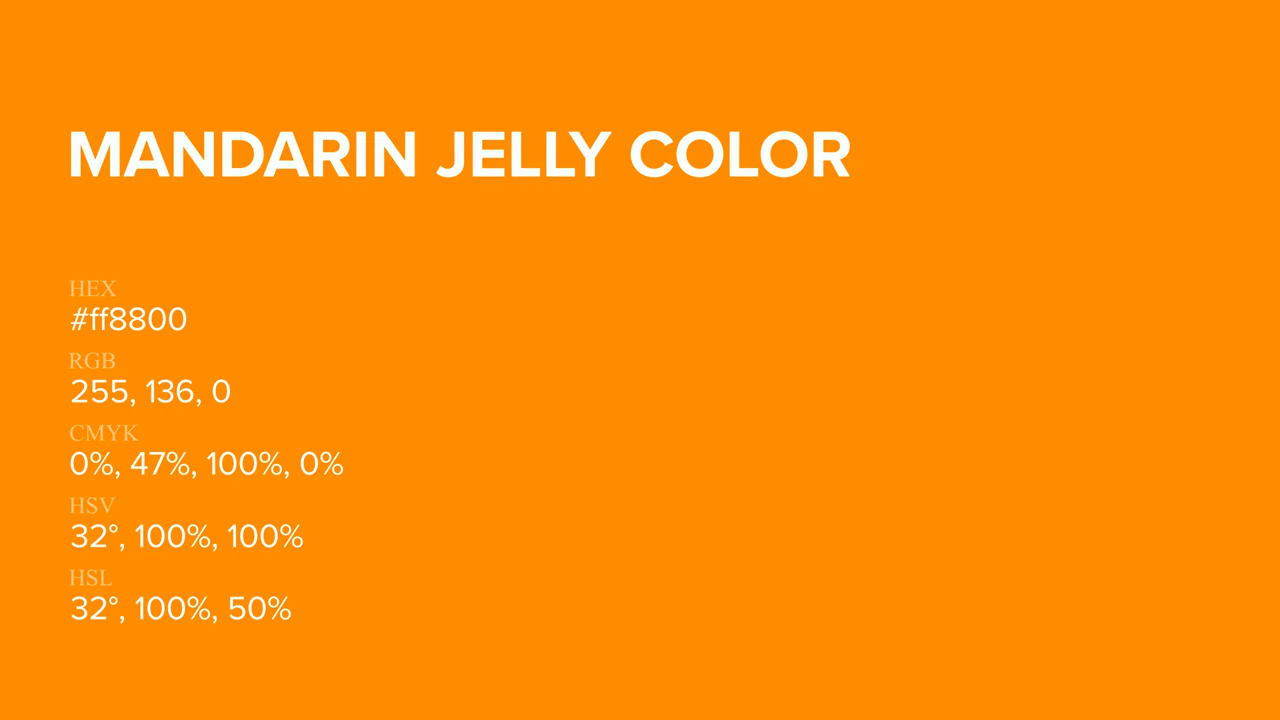 MANDARIN JELLY COLOR
HEX
#ff8800
RGB
255, 136, 0
CMYK
0%, 47%, 100%, 0%
HSV
32°, 100%, 100%
HSL
32°, 100%, 50%